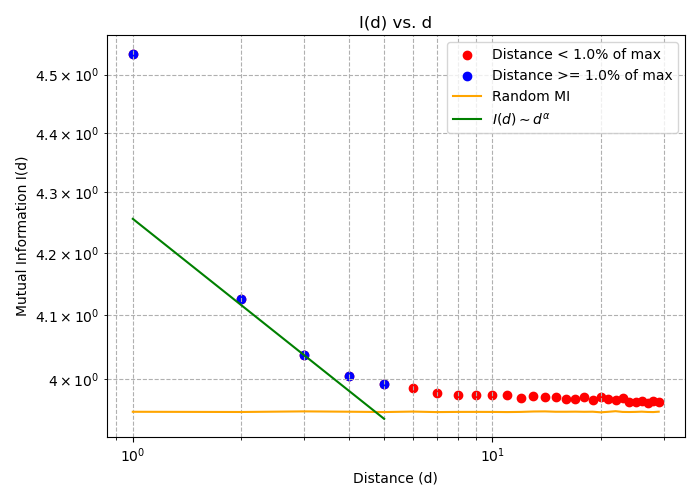 I(d) vs. d
Distance < 1.0% of max
Distance >= 1.0% of max
Random MI
I(d) ∼ d^α
Mutual Information I(d)
4.5 × 10⁰
4.4 × 10⁰
4.3 × 10⁰
4.2 × 10⁰
4.1 × 10⁰
4 × 10⁰
10⁰
10¹
Distance (d)